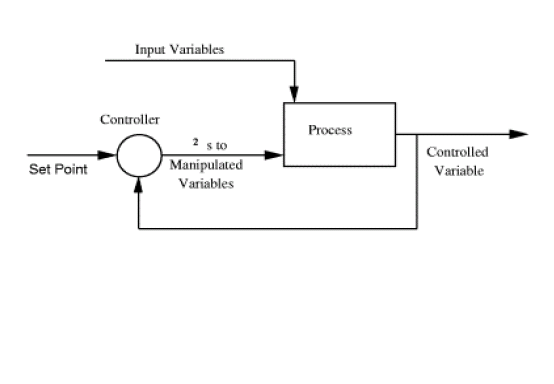 Input Variables
Controller
Process
2 s to
Manipulated
Variables
Set Point
Controlled
Variable